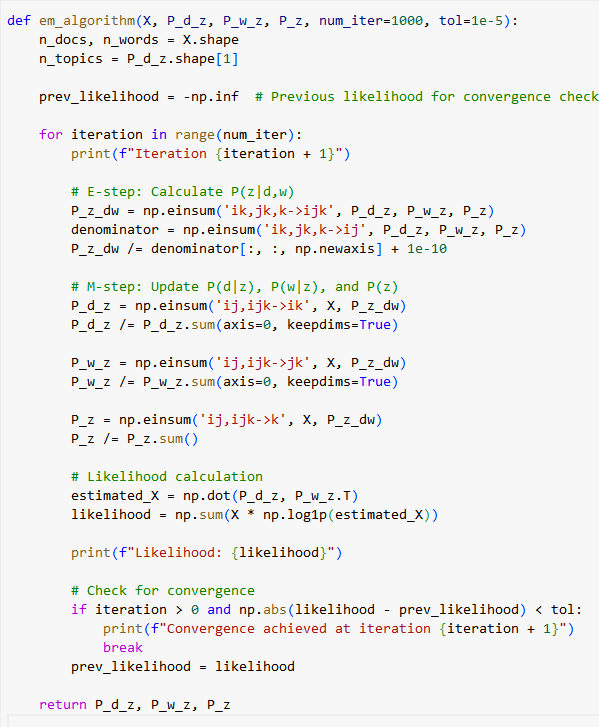 def em_algorithm(X, P_d_z, P_w_z, P_z, num_iter=1000, tol=1e-5):
    n_docs, n_words = X.shape
    n_topics = P_d_z.shape[1]

    prev_likelihood = -np.inf  # Previous likelihood for convergence check

    for iteration in range(num_iter):
        print(f"Iteration {iteration + 1}")

        # E-step: Calculate P(z|d,w)
        P_z_dw = np.einsum('ik,jk,k->ijk', P_d_z, P_w_z, P_z)
        denominator = np.einsum('ik,jk,k->ij', P_d_z, P_w_z, P_z)
        P_z_dw /= denominator[:, :, np.newaxis] + 1e-10

        # M-step: Update P(d|z), P(w|z), and P(z)
        P_d_z = np.einsum('ij,ijk->ik', X, P_z_dw)
        P_d_z /= P_d_z.sum(axis=0, keepdims=True)

        P_w_z = np.einsum('ij,ijk->jk', X, P_z_dw)
        P_w_z /= P_w_z.sum(axis=0, keepdims=True)

        P_z = np.einsum('ij,ijk->k', X, P_z_dw)
        P_z /= P_z.sum()

        # Likelihood calculation
        estimated_X = np.dot(P_d_z, P_w_z.T)
        likelihood = np.sum(X * np.log1p(estimated_X))

        print(f"Likelihood: {likelihood}")

        # Check for convergence
        if iteration > 0 and np.abs(likelihood - prev_likelihood) < tol:
            print(f"Convergence achieved at iteration {iteration + 1}")
            break
        prev_likelihood = likelihood

    return P_d_z, P_w_z, P_z